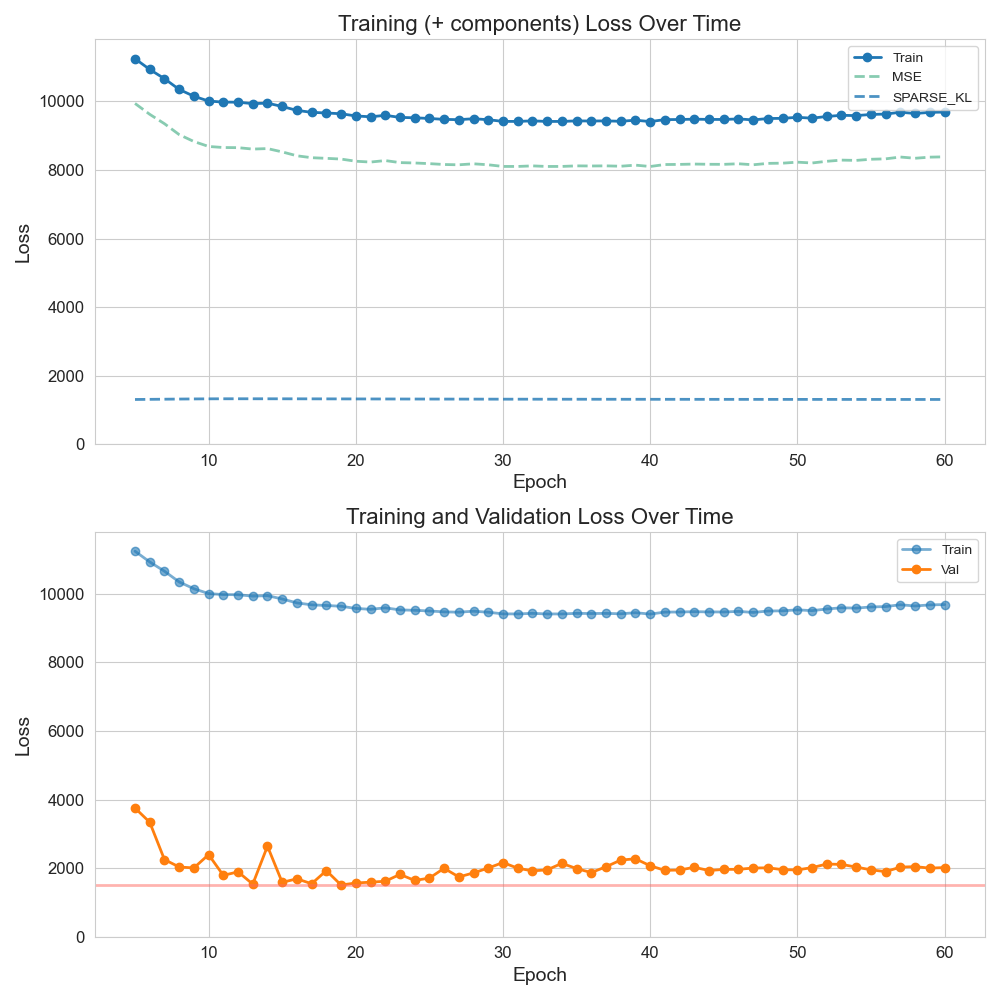 Training (+ components) Loss Over Time
Train
MSE
SPARSE_KL
10000
8000
6000
4000
2000
0
Loss
10 20 30 40 50 60
Epoch
Training and Validation Loss Over Time
Train
Val
10000
8000
6000
4000
2000
0
Loss
10 20 30 40 50 60
Epoch